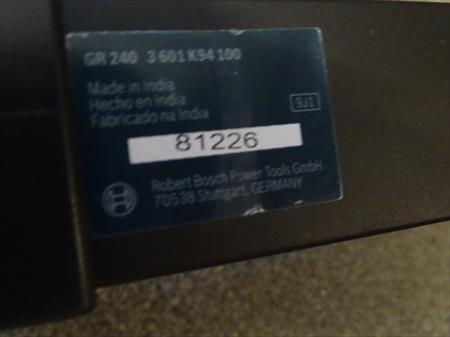 GR 240 3 601 K94 100
Made in India
Hecho en India
Fabricado na India
9J1
81226
Robert Bosch Power Tools GmbH
70538 Stuttgart, GERMANY